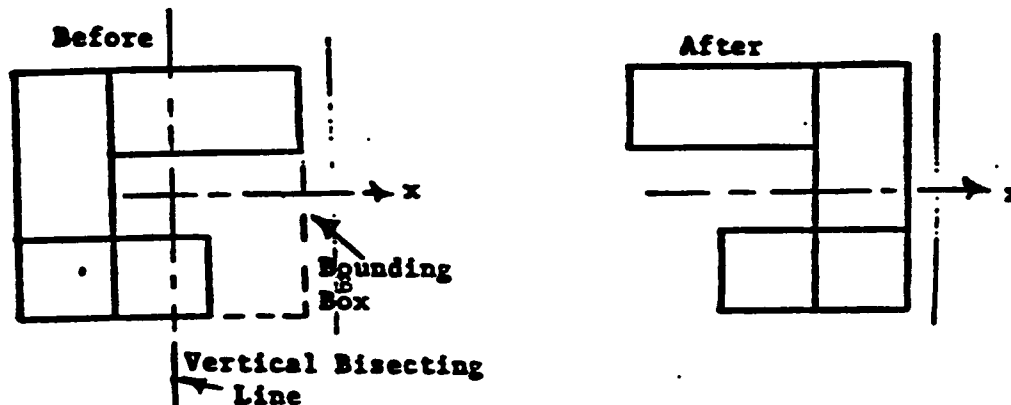 Before
After
x
Bounding
Box
Vertical Bisecting
Line